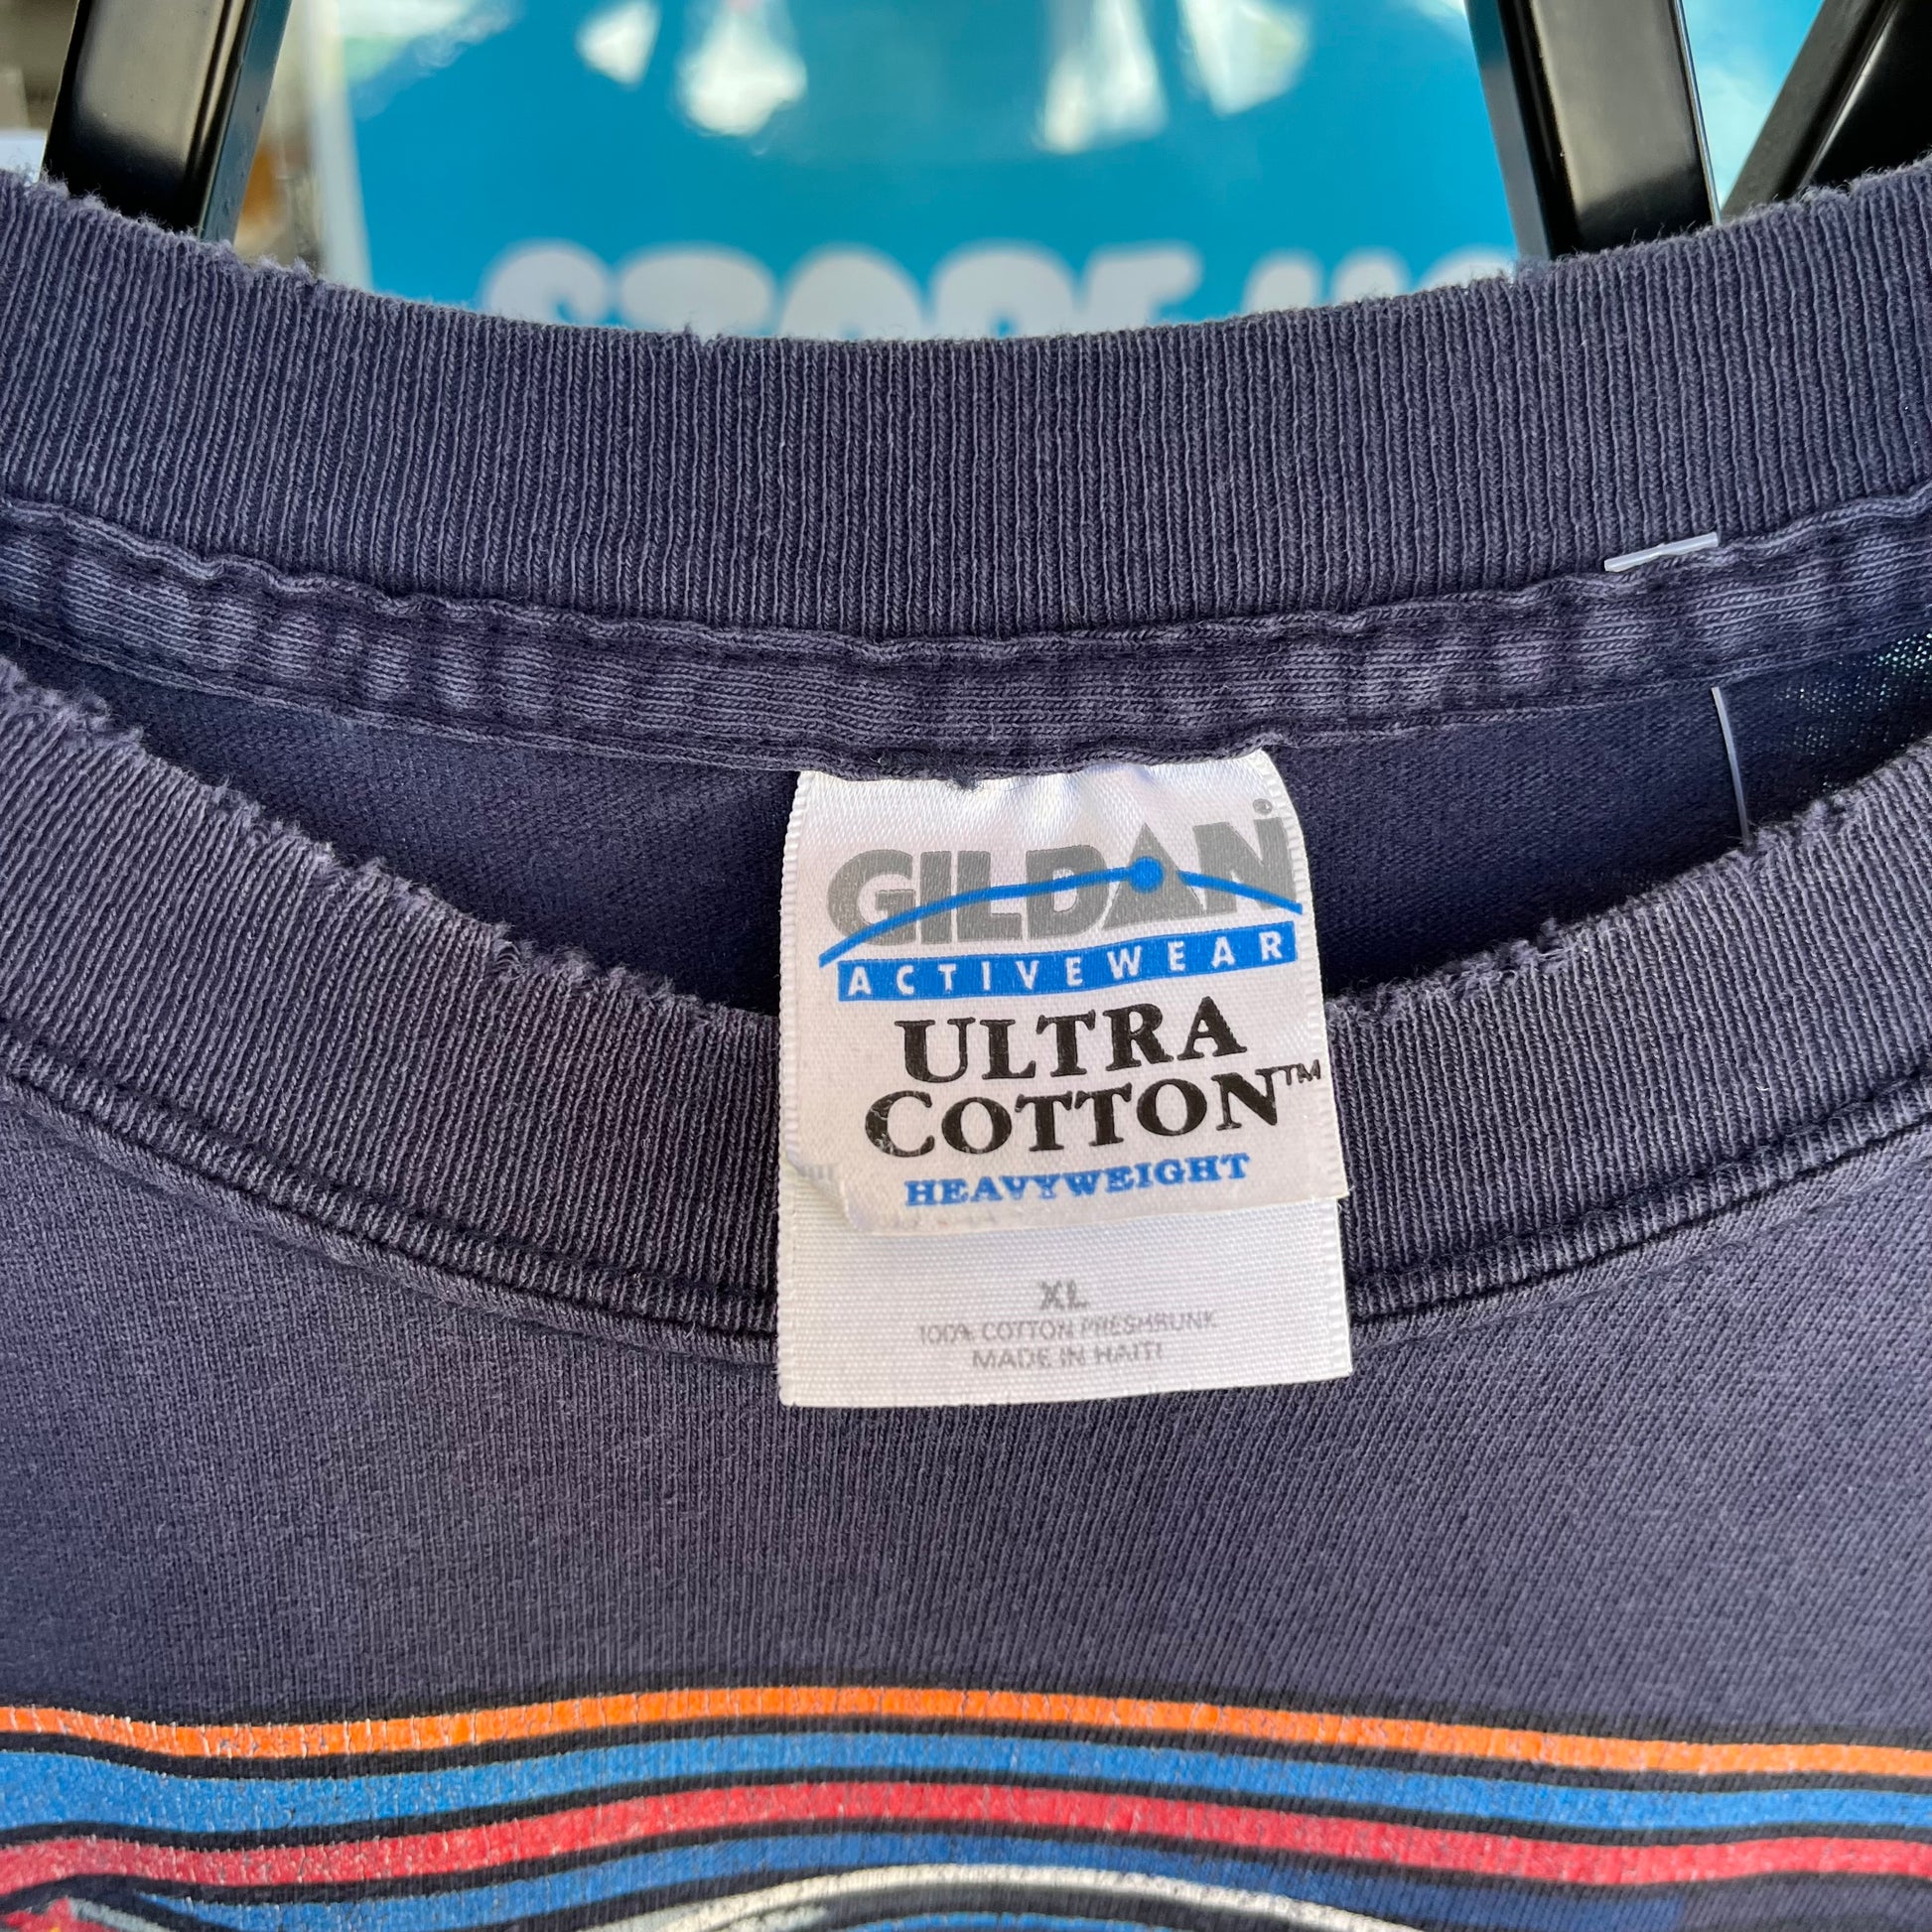 GILDAN®
ACTIVEWEAR
ULTRA
COTTON™
HEAVYWEIGHT
XL
100% COTTON PRESHRUNK
MADE IN HAITI